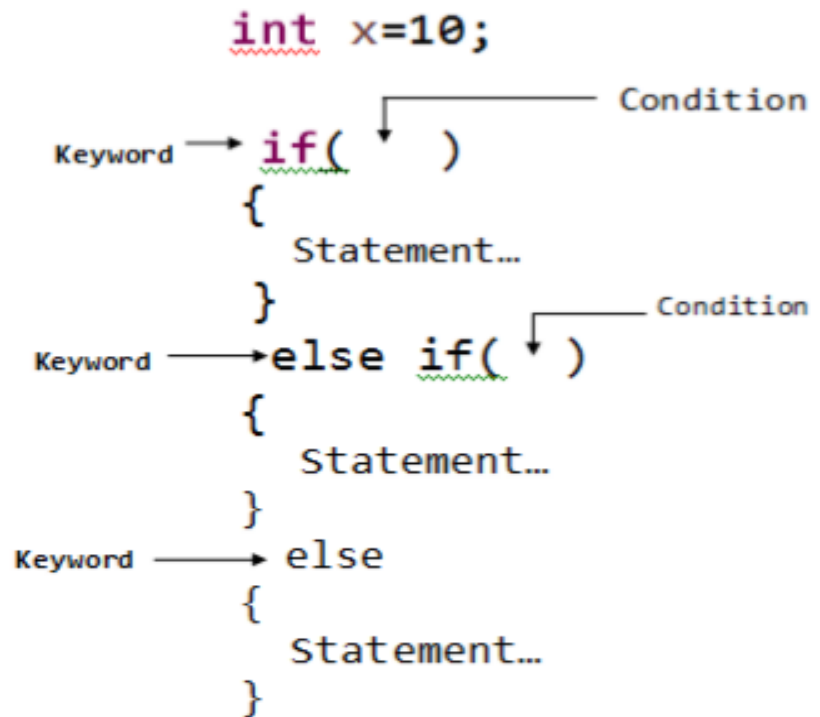 int x=10;
Condition
Keyword if( )
{
Statement…
}
Condition
Keyword else if( )
{
Statement…
}
Keyword else
{
Statement…
}